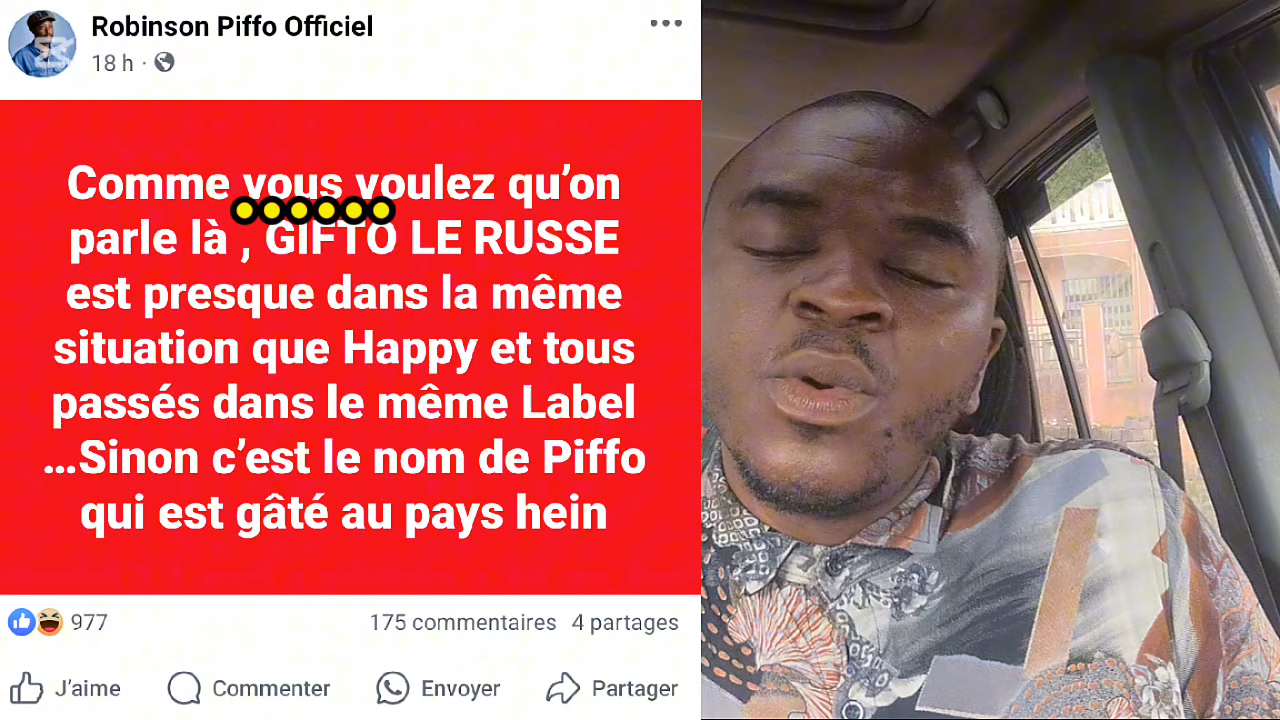 Robinson Piffo Officiel
18 h ·
Comme vous voulez qu’on
parle là , GIFTO LE RUSSE
est presque dans la même
situation que Happy et tous
passés dans le même Label
...Sinon c’est le nom de Piffo
qui est gâté au pays hein
977 175 commentaires 4 partages
J’aime Commenter Envoyer Partager